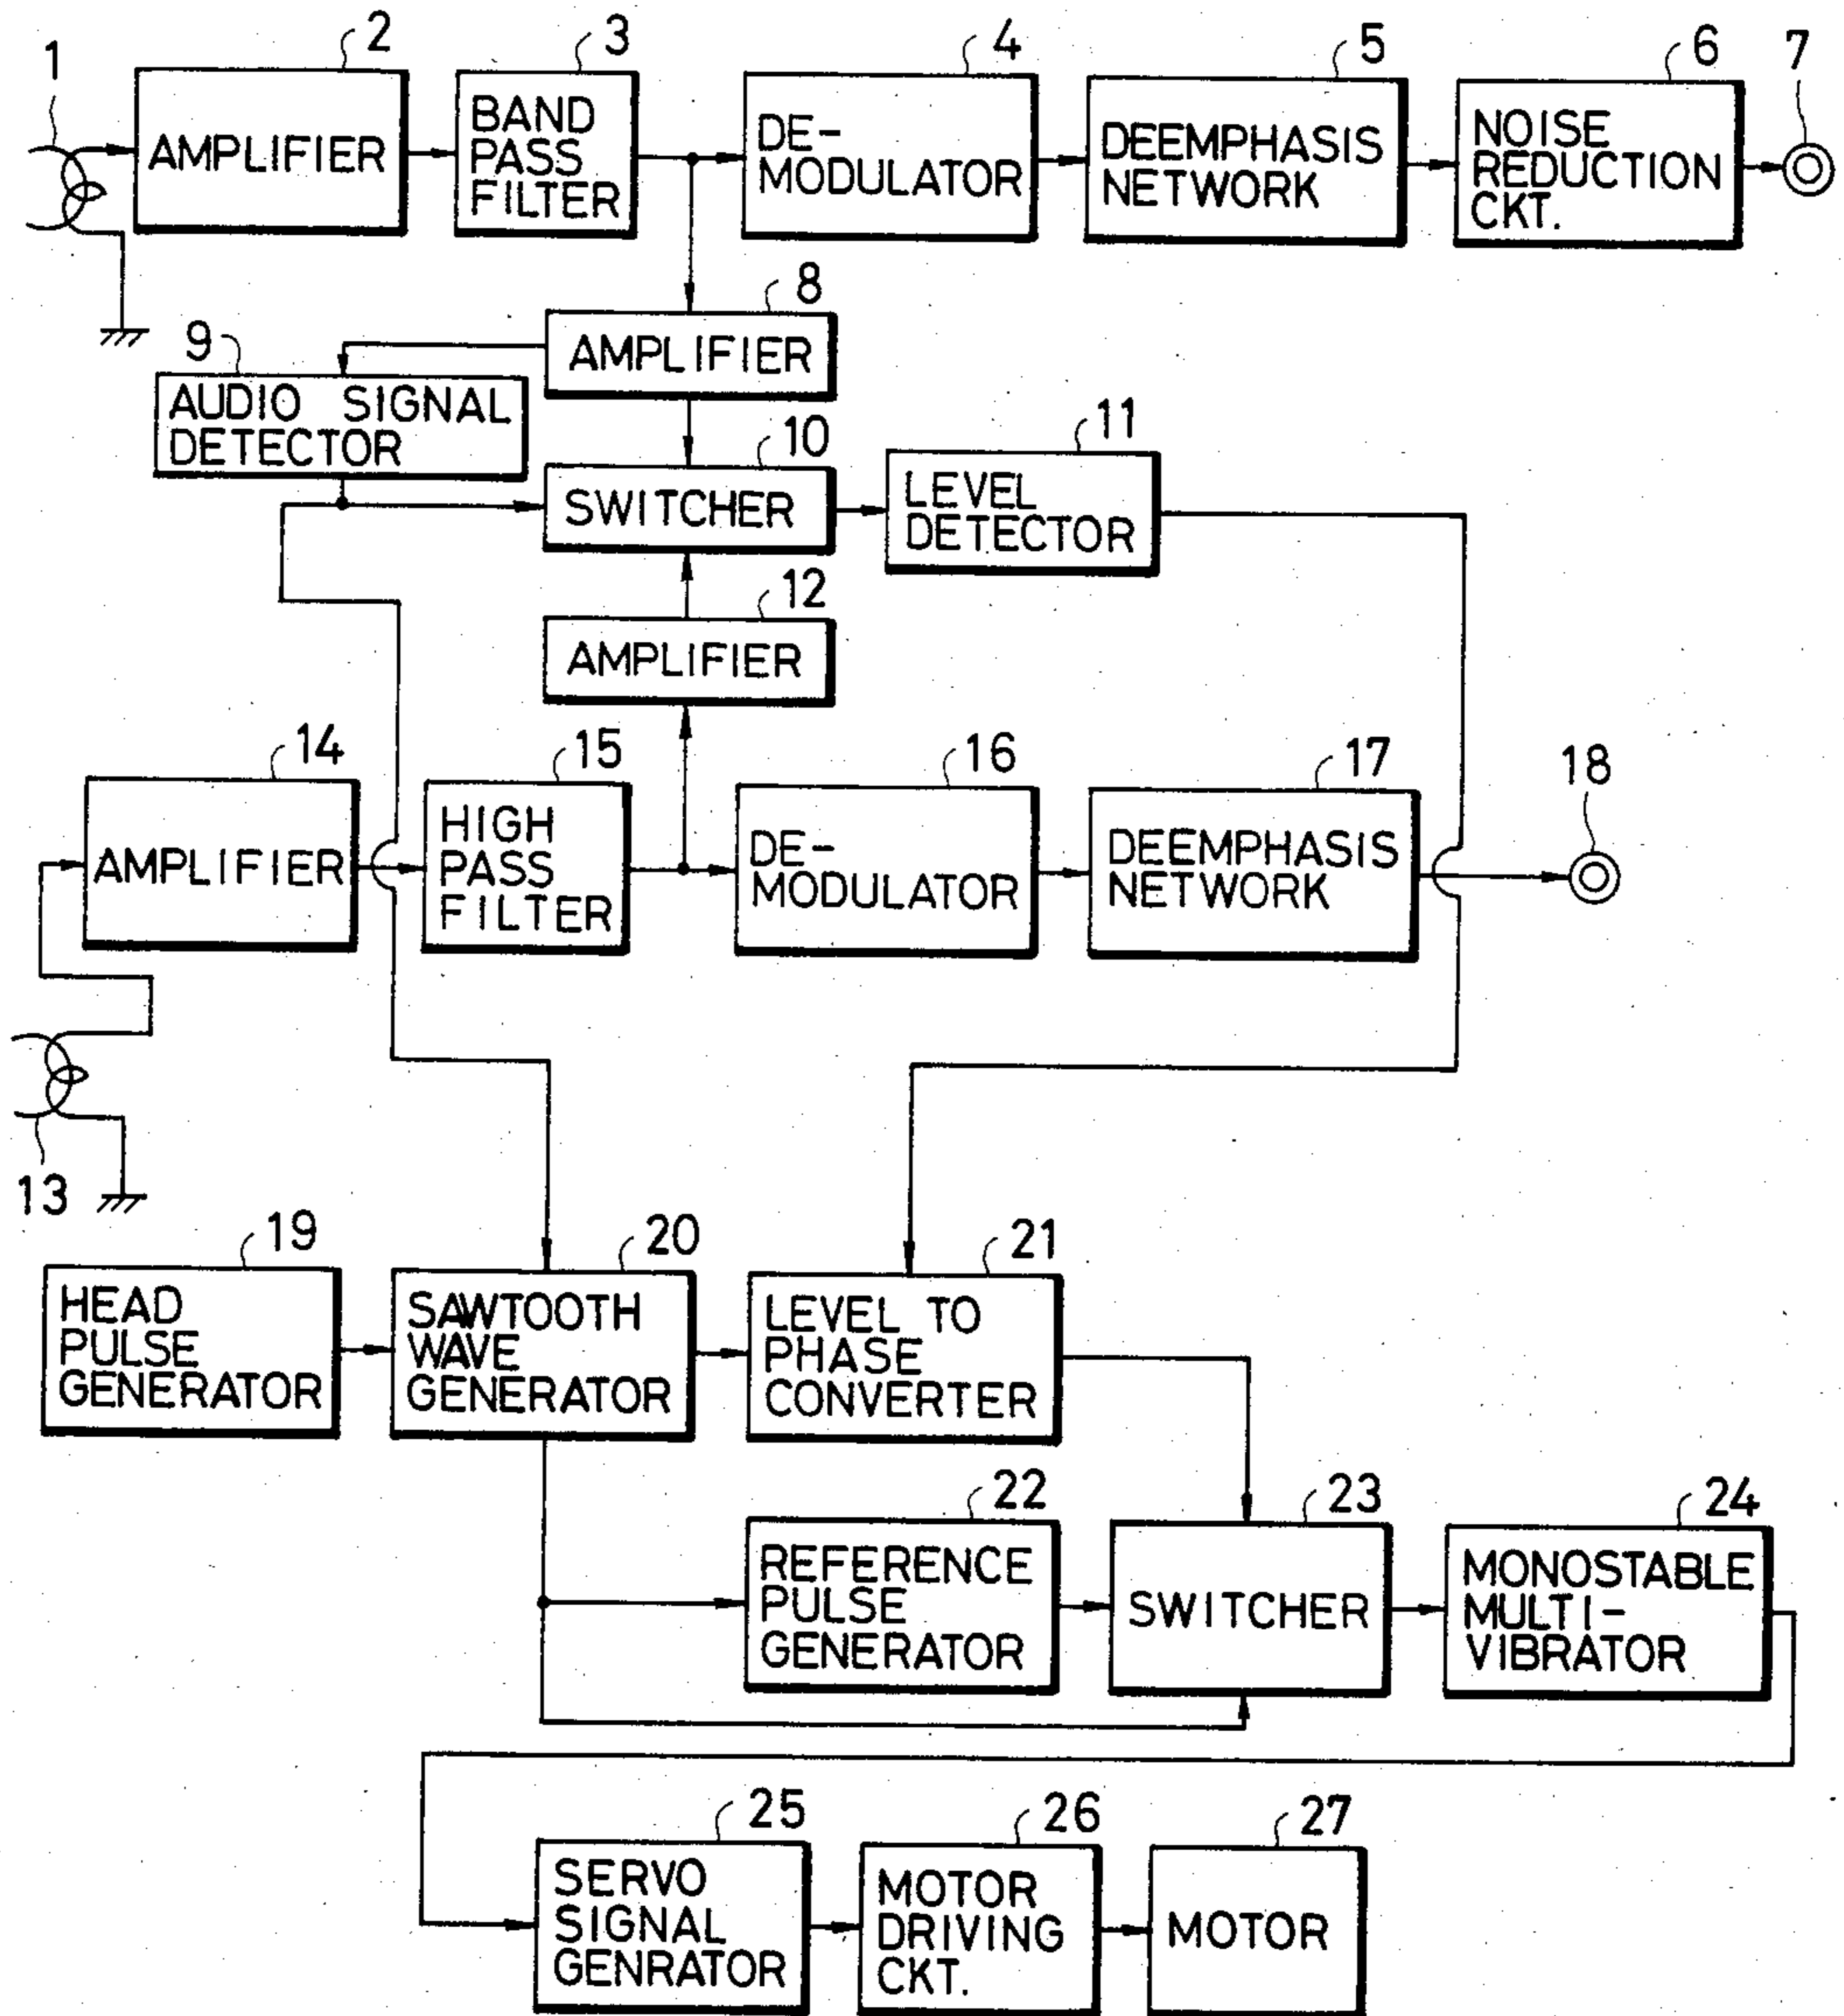 1
2
3
4
5
6
7
AMPLIFIER
BAND
PASS
FILTER
DE-
MODULATOR
DEEMPHASIS
NETWORK
NOISE
REDUCTION
CKT.
8
AMPLIFIER
9
AUDIO SIGNAL
DETECTOR
10
SWITCHER
11
LEVEL
DETECTOR
12
AMPLIFIER
14
AMPLIFIER
15
HIGH
PASS
FILTER
16
DE-
MODULATOR
17
DEEMPHASIS
NETWORK
18
13
19
HEAD
PULSE
GENERATOR
20
SAWTOOTH
WAVE
GENERATOR
21
LEVEL TO
PHASE
CONVERTER
22
REFERENCE
PULSE
GENERATOR
23
SWITCHER
24
MONOSTABLE
MULTI-
VIBRATOR
25
SERVO
SIGNAL
GENRATOR
26
MOTOR
DRIVING
CKT.
27
MOTOR